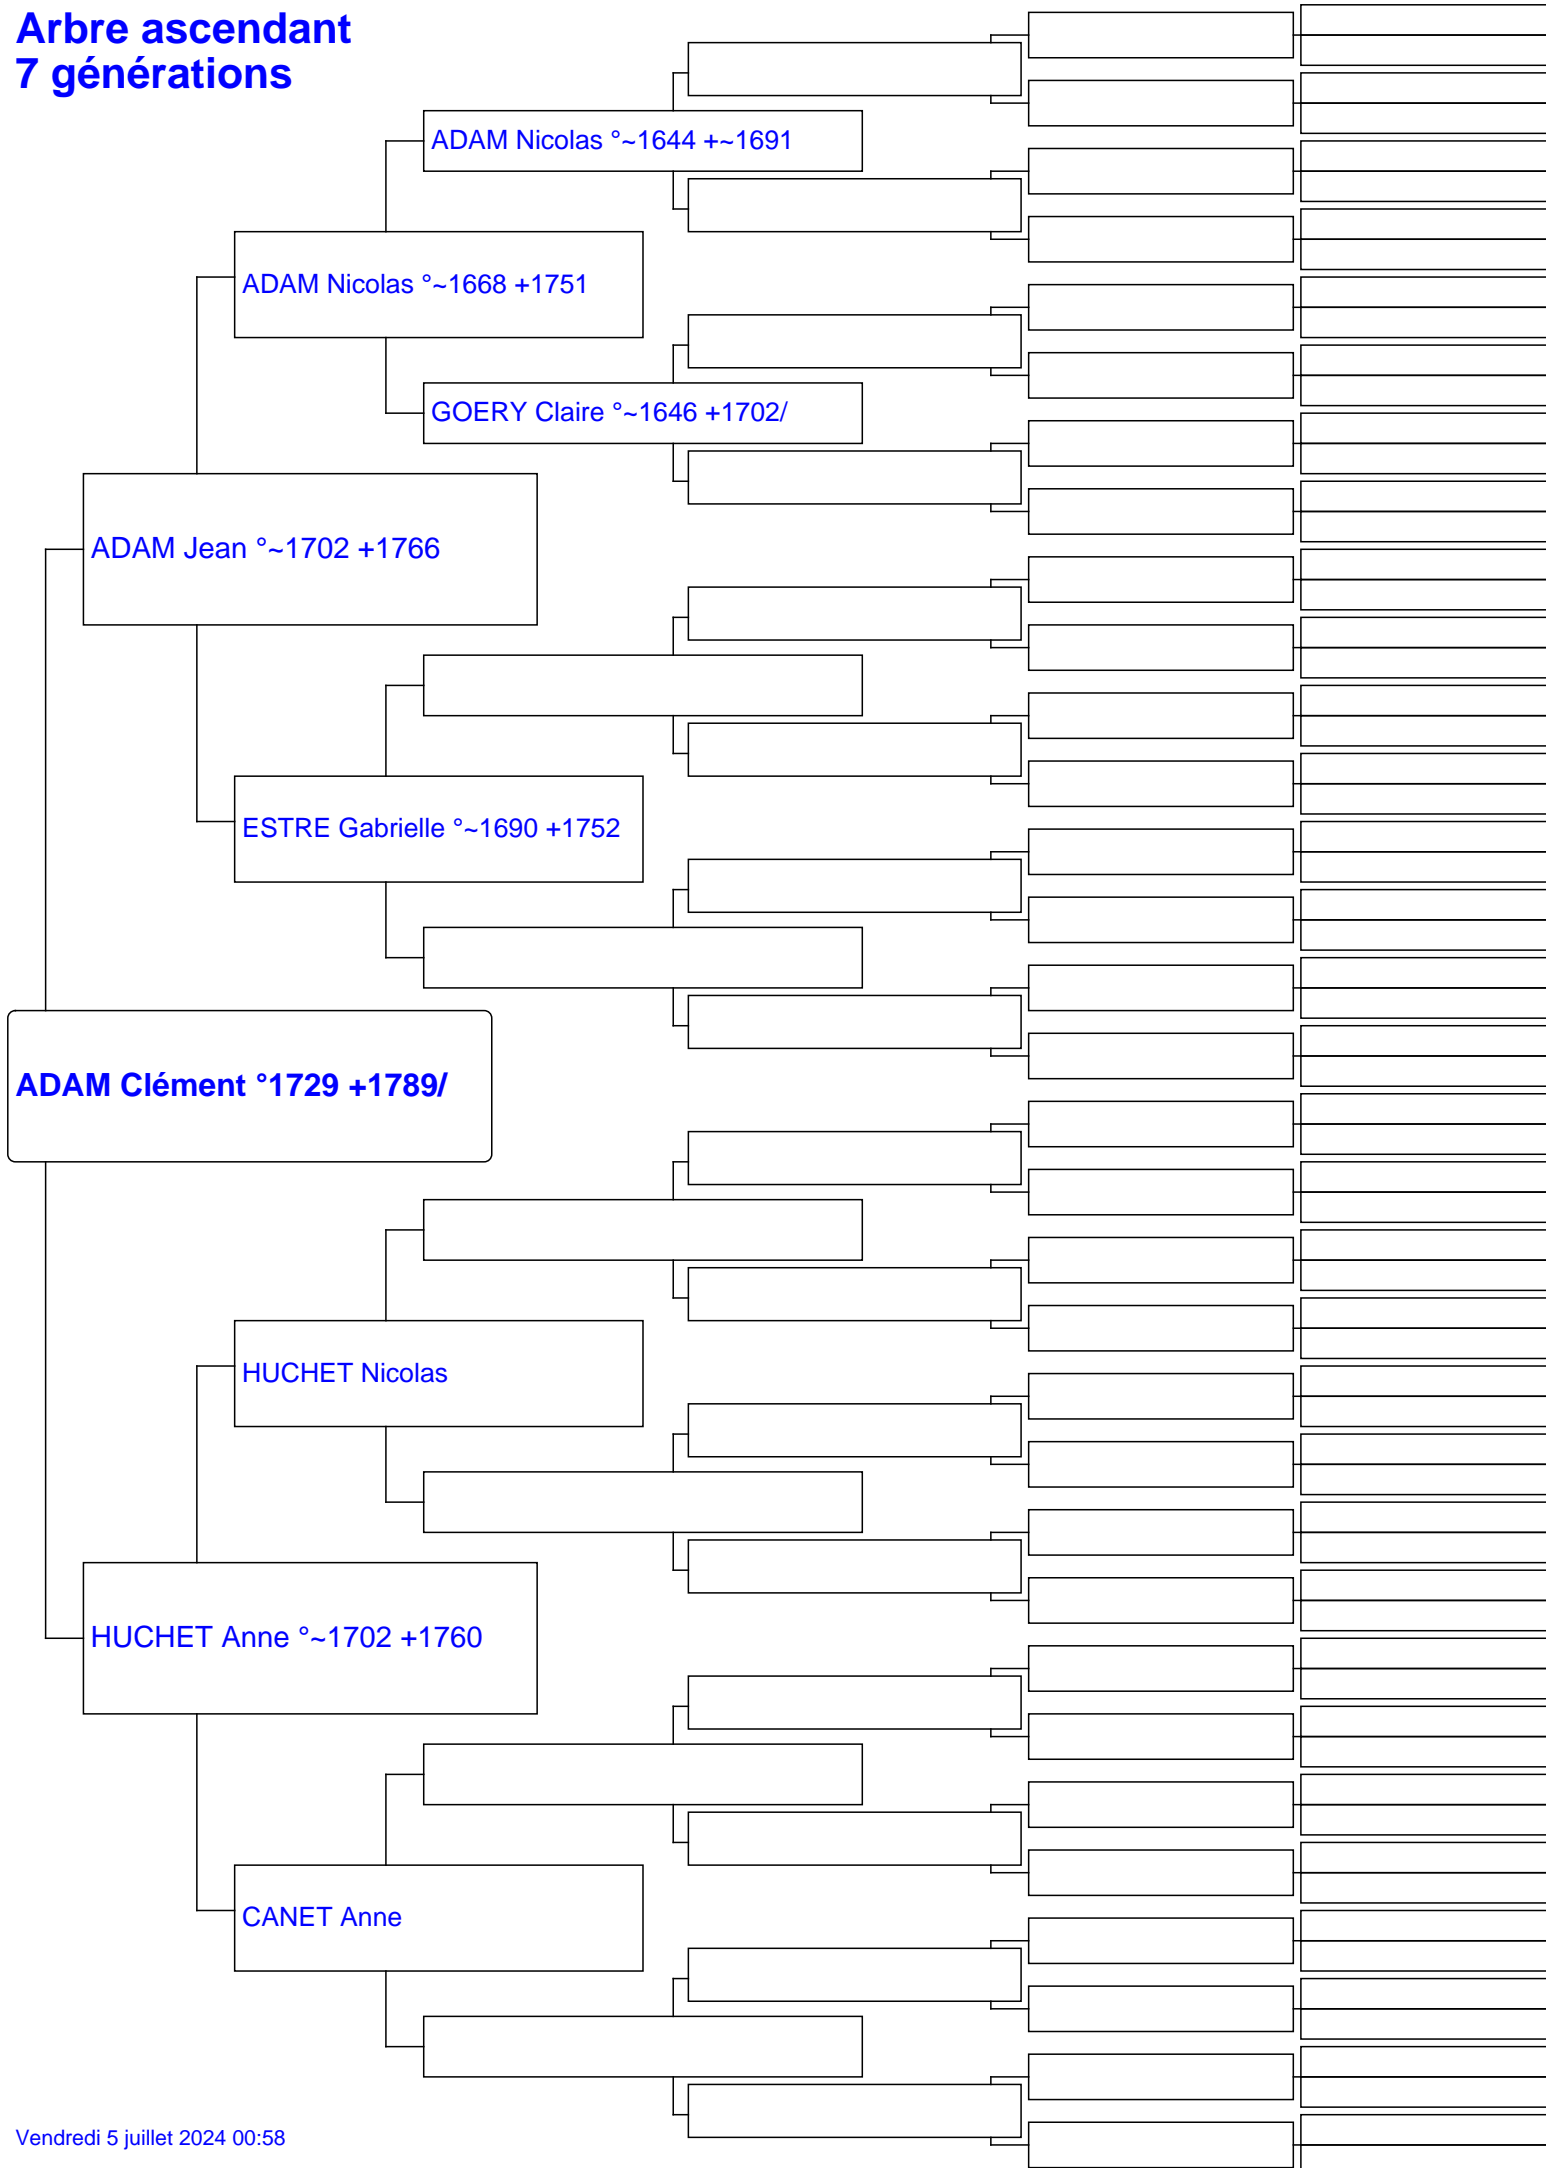 Arbre ascendant
7 générations
ADAM Nicolas °~1644 +~1691
ADAM Nicolas °~1668 +1751
GOERY Claire °~1646 +1702/
ADAM Jean °~1702 +1766
ESTRE Gabrielle °~1690 +1752
ADAM Clément °1729 +1789/
HUCHET Nicolas
HUCHET Anne °~1702 +1760
CANET Anne
Vendredi 5 juillet 2024 00:58